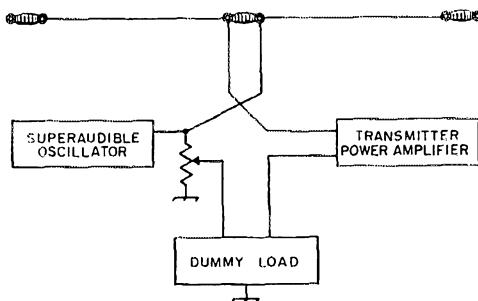 SUPERAUDIBLE
OSCILLATOR
TRANSMITTER
POWER AMPLIFIER
DUMMY LOAD